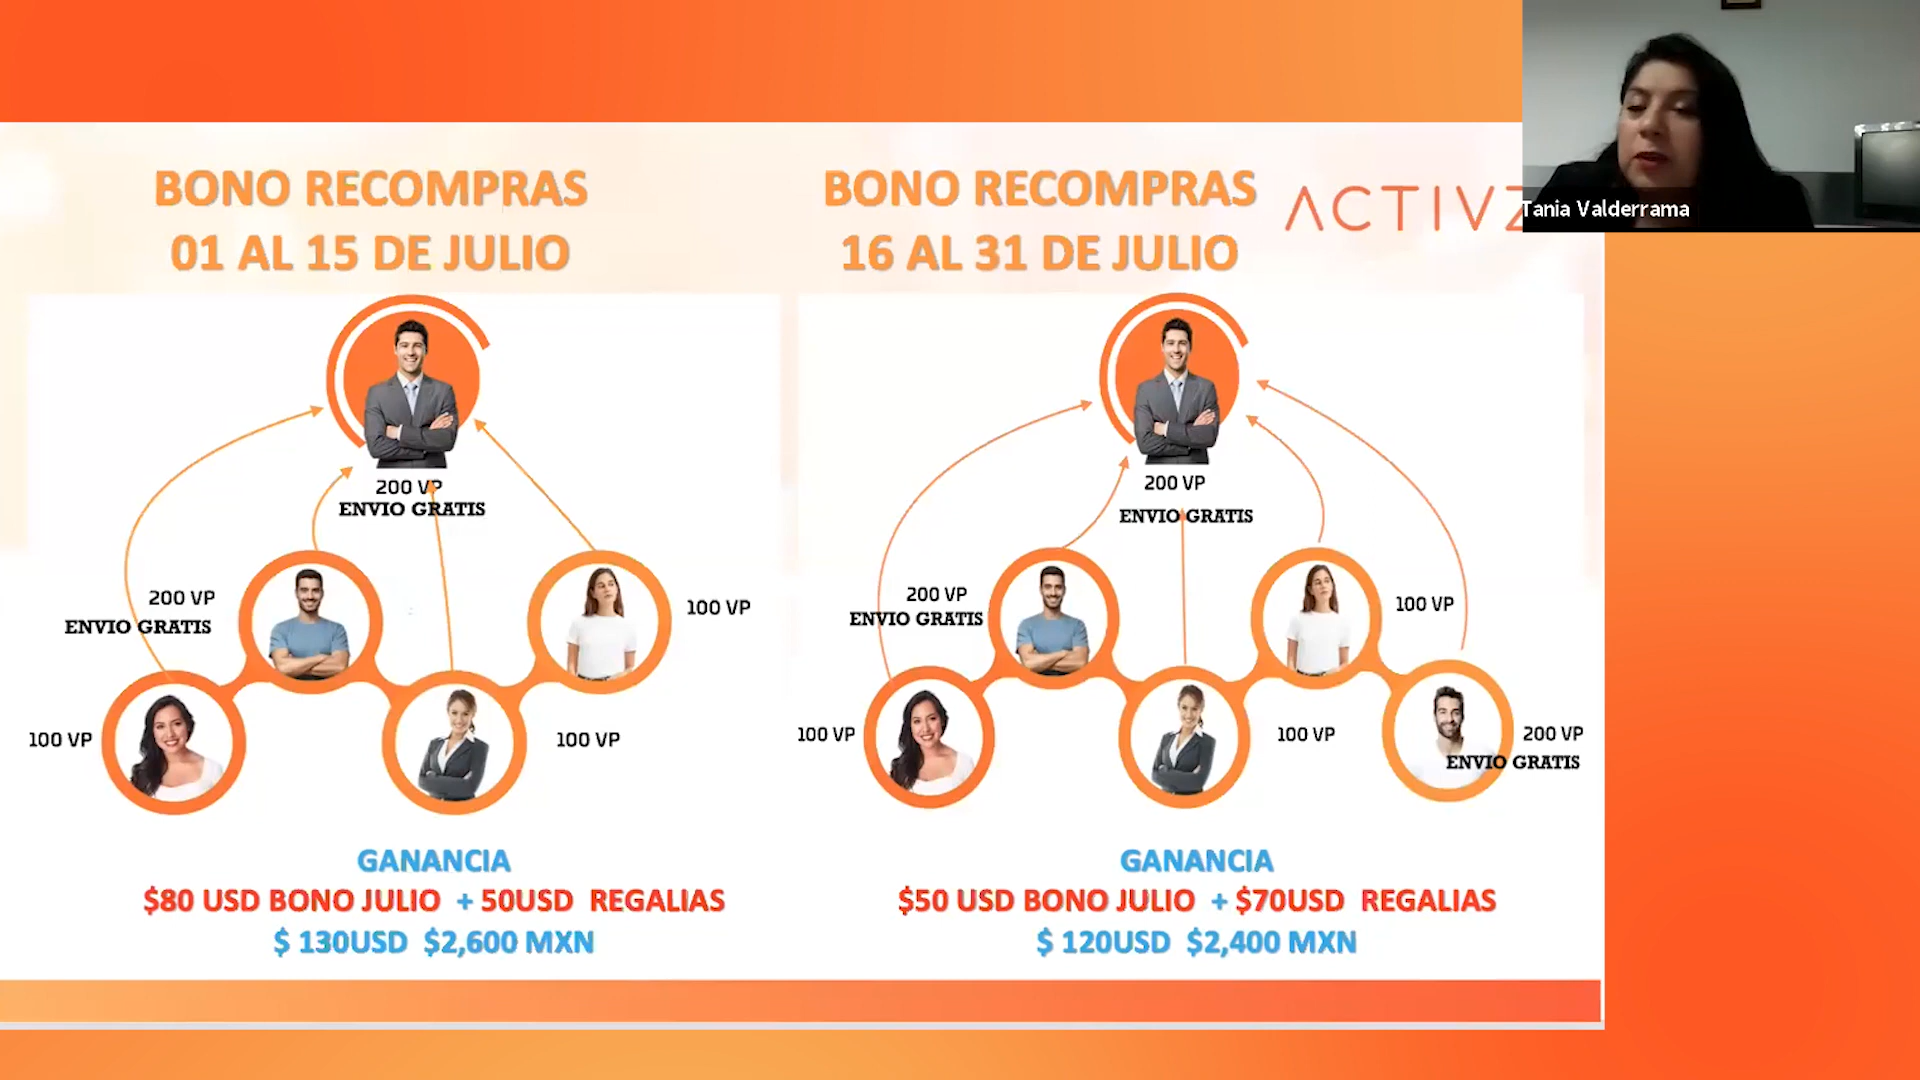 BONO RECOMPRAS
01 AL 15 DE JULIO
200 VP
ENVIO GRATIS
200 VP
ENVIO GRATIS
100 VP
100 VP
100 VP
GANANCIA
$80 USD BONO JULIO + 50USD REGALIAS
$ 130USD $2,600 MXN
BONO RECOMPRAS
16 AL 31 DE JULIO
ACTIVZ
Tania Valderrama
200 VP
ENVIO GRATIS
200 VP
ENVIO GRATIS
100 VP
100 VP
100 VP
200 VP
ENVIO GRATIS
GANANCIA
$50 USD BONO JULIO + $70USD REGALIAS
$ 120USD $2,400 MXN